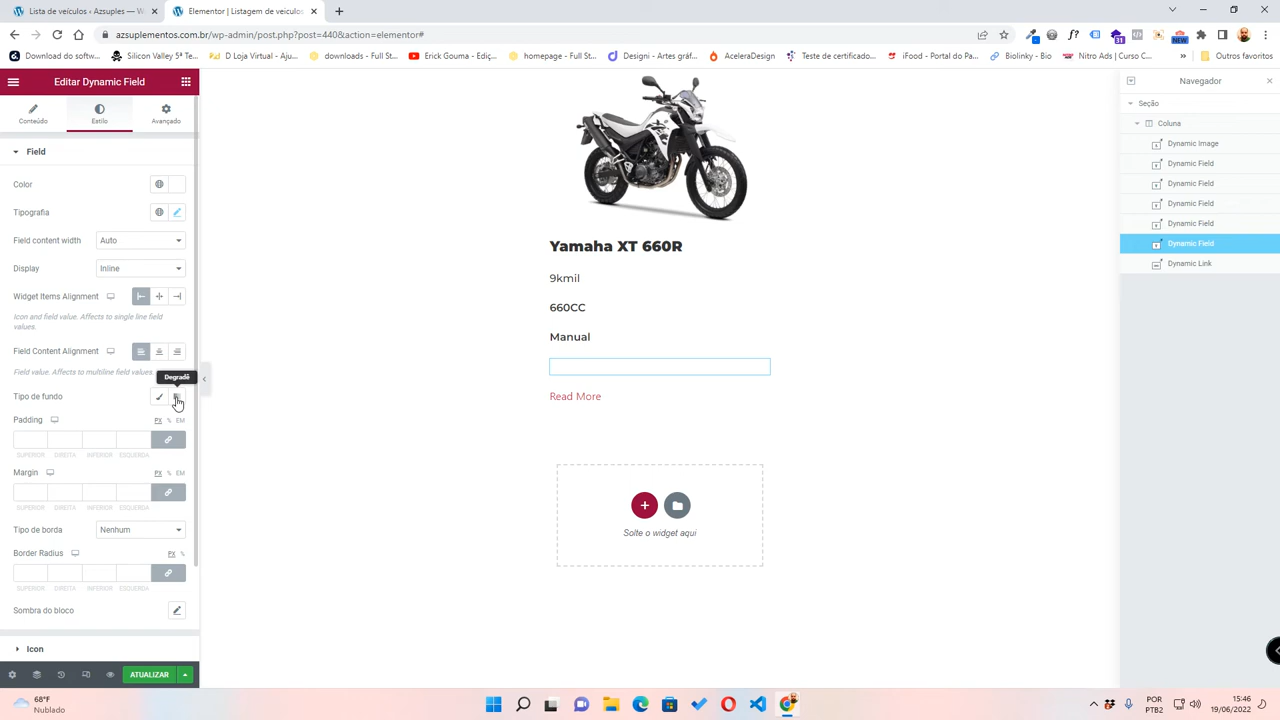 Lista de veículos ‹ Azsuples — W
Elementor | Listagem de veiculos
azsuplementos.com.br/wp-admin/post.php?post=440&action=elementor#
Download do softw...
Silicon Valley 5ª Te...
D Loja Virtual - Ajus...
downloads - Full St...
Erick Gouma - Esc...
homepage - Full St...
Designi - Artes gráf...
AceleraDesign
Teste de certificado...
iFood - Portal do Pa...
Biolinky - Bio
Nitro Ads | Curso C...
»
Outros favoritos
31
NEW
Editar Dynamic Field
Conteúdo
Estilo
Avançado
Field
Color
Tipografia
Field content width
Auto
Display
Inline
Widget Items Alignment
Icon and field value. Affects to single line field
values.
Field Content Alignment
Field value. Affects to multiline field values.
Degradê
Tipo de fundo
Padding
PX % EM
SUPERIOR DIREITA INFERIOR ESQUERDA
Margin
PX % EM
SUPERIOR DIREITA INFERIOR ESQUERDA
Tipo de borda
Nenhum
Border Radius
PX %
SUPERIOR DIREITA INFERIOR ESQUERDA
Sombra do bloco
Icon
ATUALIZAR
Yamaha XT 660R
9kmil
660CC
Manual
Read More
Solte o widget aqui
Navegador
Seção
Coluna
Dynamic Image
Dynamic Field
Dynamic Field
Dynamic Field
Dynamic Field
Dynamic Field
Dynamic Link
68°F
Nublado
POR
PTB2
15:46
19/06/2022